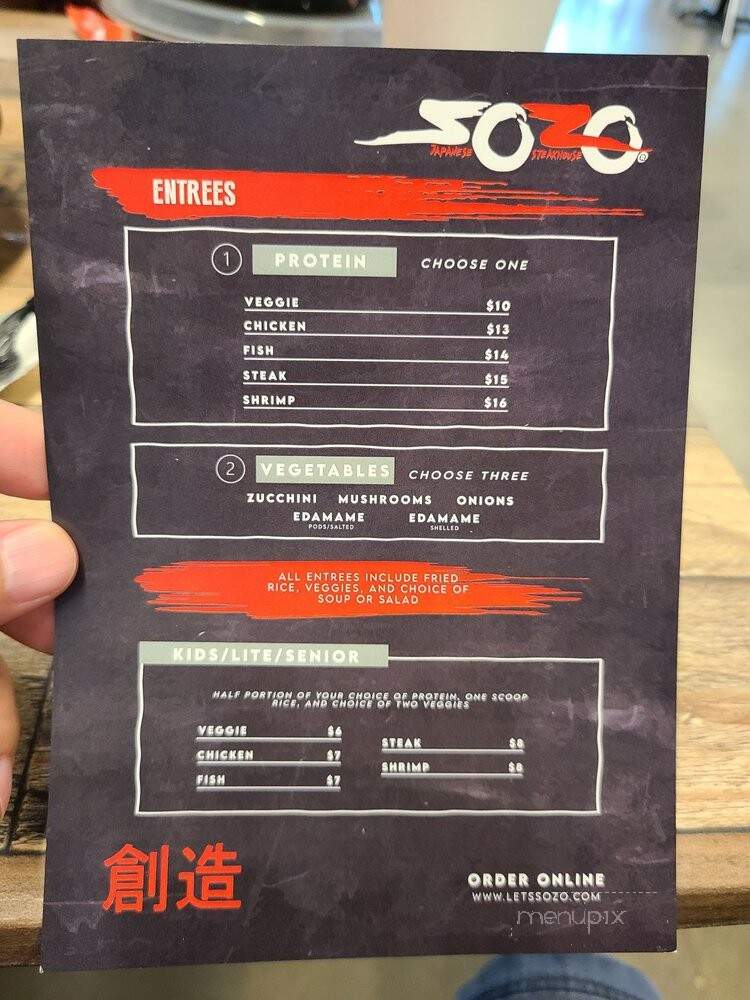 SOZO®
JAPANESE STEAKHOUSE
ENTREES
1 PROTEIN CHOOSE ONE
VEGGIE $10
CHICKEN $13
FISH $14
STEAK $15
SHRIMP $16
2 VEGETABLES CHOOSE THREE
ZUCCHINI MUSHROOMS ONIONS
EDAMAME EDAMAME
PODS/SALTED SHELLED
ALL ENTREES INCLUDE FRIED
RICE, VEGGIES, AND CHOICE OF
SOUP OR SALAD
KIDS/LITE/SENIOR
HALF PORTION OF YOUR CHOICE OF PROTEIN, ONE SCOOP
RICE, AND CHOICE OF TWO VEGGIES
VEGGIE $6
CHICKEN $7
FISH $7
STEAK $8
SHRIMP $8
創造
ORDER ONLINE
WWW.LETSSOZO.COM
menupix